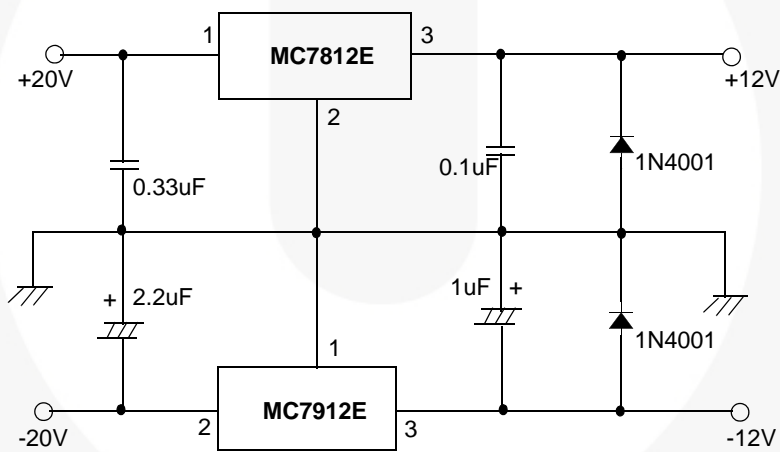 1 MC7812E 3
+20V +12V
2
0.33uF 0.1uF 1N4001
+ 2.2uF 1uF +
1 1N4001
MC7912E
-20V 2 3 -12V